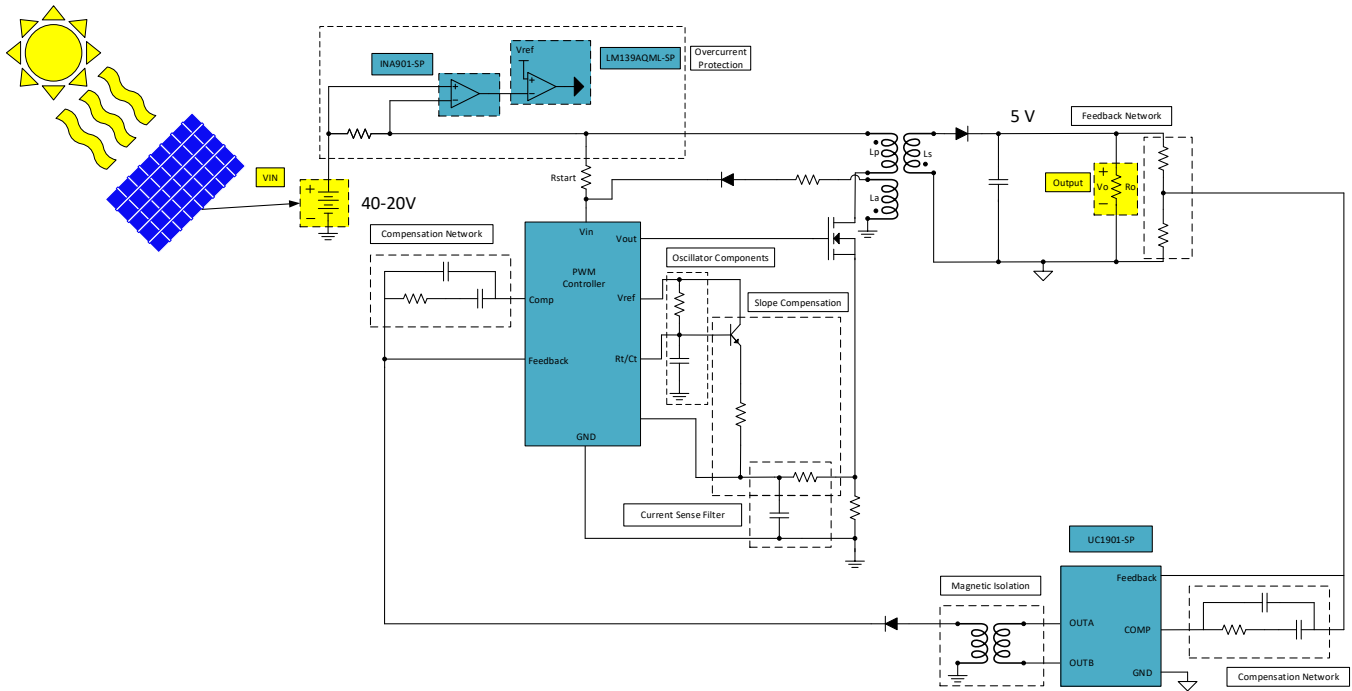 Vref
INA901-SP
LM139AQML-SP
Overcurrent
Protection
+
−
+
−
5 V
Feedback Network
Lp
Ls
VIN
Rstart
La
Output
+
Vo
Ro
−
+
−
40-20V
Compensation Network
Vin
Vout
PWM
Controller
Oscillator Components
Comp
Vref
Slope Compensation
Feedback
Rt/Ct
GND
Current Sense Filter
UC1901-SP
Magnetic Isolation
Feedback
OUTA
COMP
OUTB
GND
Compensation Network